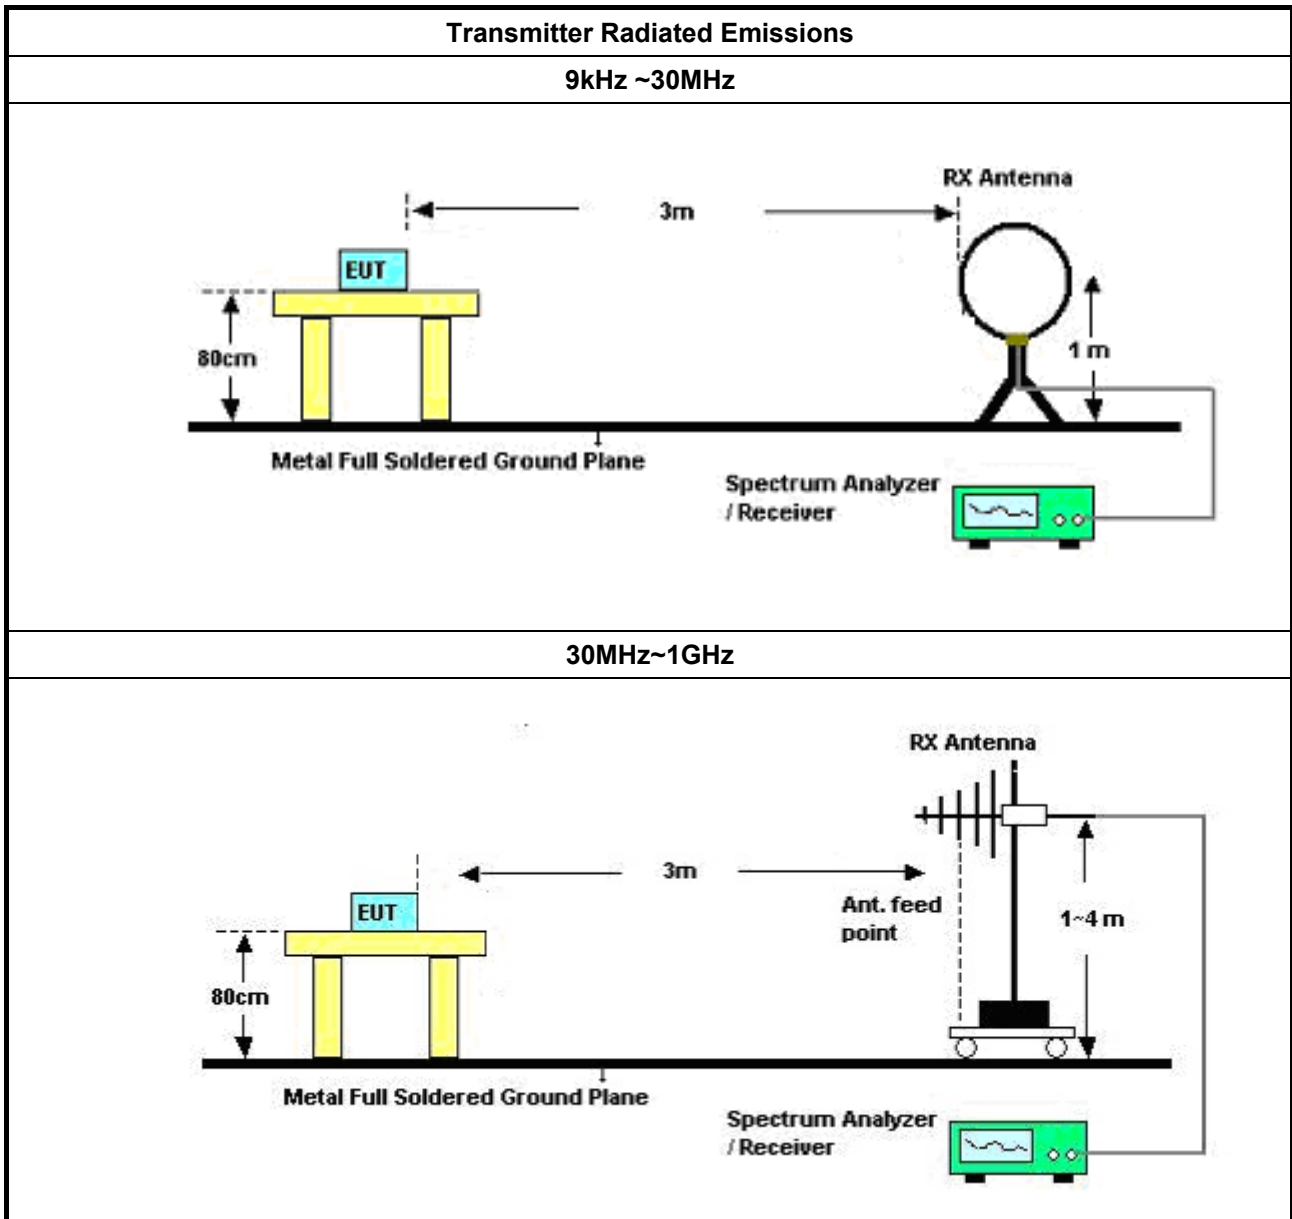 Transmitter Radiated Emissions
9kHz ~30MHz
RX Antenna
3m
EUT
80cm
1 m
Metal Full Soldered Ground Plane
Spectrum Analyzer
/ Receiver
30MHz~1GHz
RX Antenna
3m
EUT
Ant. feed
point
1~4 m
80cm
Metal Full Soldered Ground Plane
Spectrum Analyzer
/ Receiver